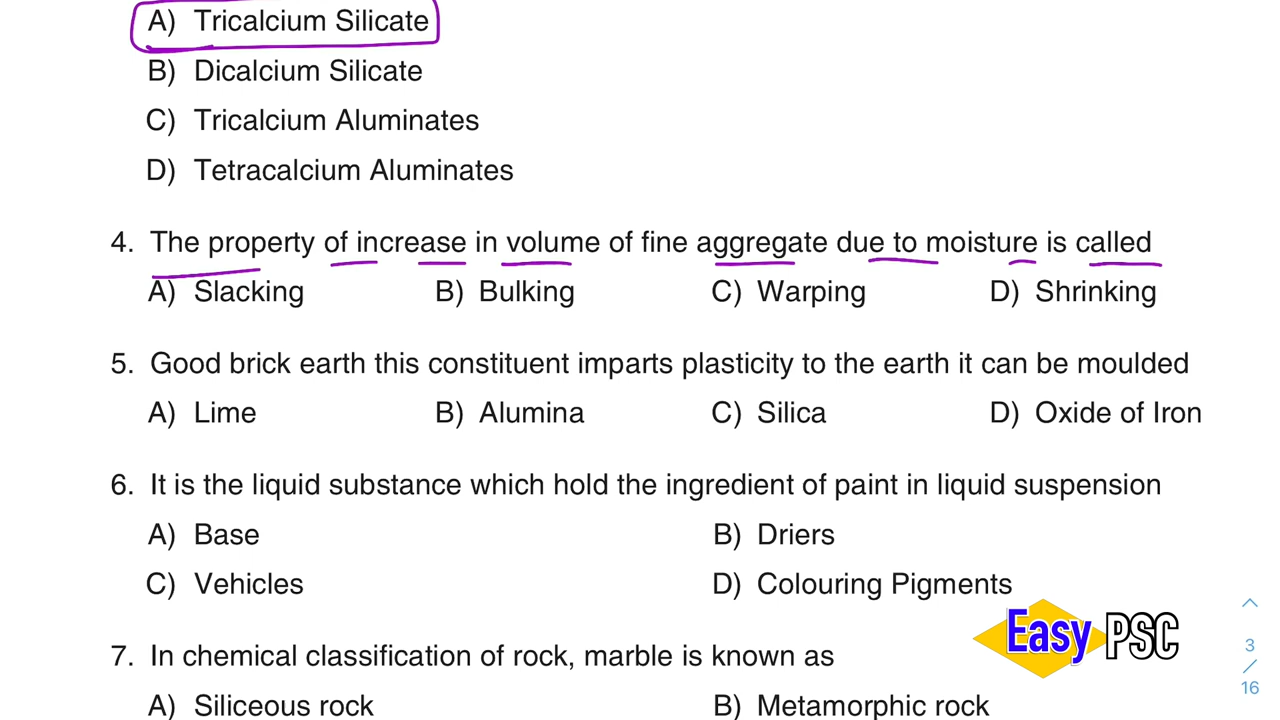 A) Tricalcium Silicate
B) Dicalcium Silicate
C) Tricalcium Aluminates
D) Tetracalcium Aluminates
4. The property of increase in volume of fine aggregate due to moisture is called
A) Slacking B) Bulking C) Warping D) Shrinking
5. Good brick earth this constituent imparts plasticity to the earth it can be moulded
A) Lime B) Alumina C) Silica D) Oxide of Iron
6. It is the liquid substance which hold the ingredient of paint in liquid suspension
A) Base B) Driers
C) Vehicles D) Colouring Pigments
Easy PSC
3
/
16
7. In chemical classification of rock, marble is known as
A) Siliceous rock B) Metamorphic rock